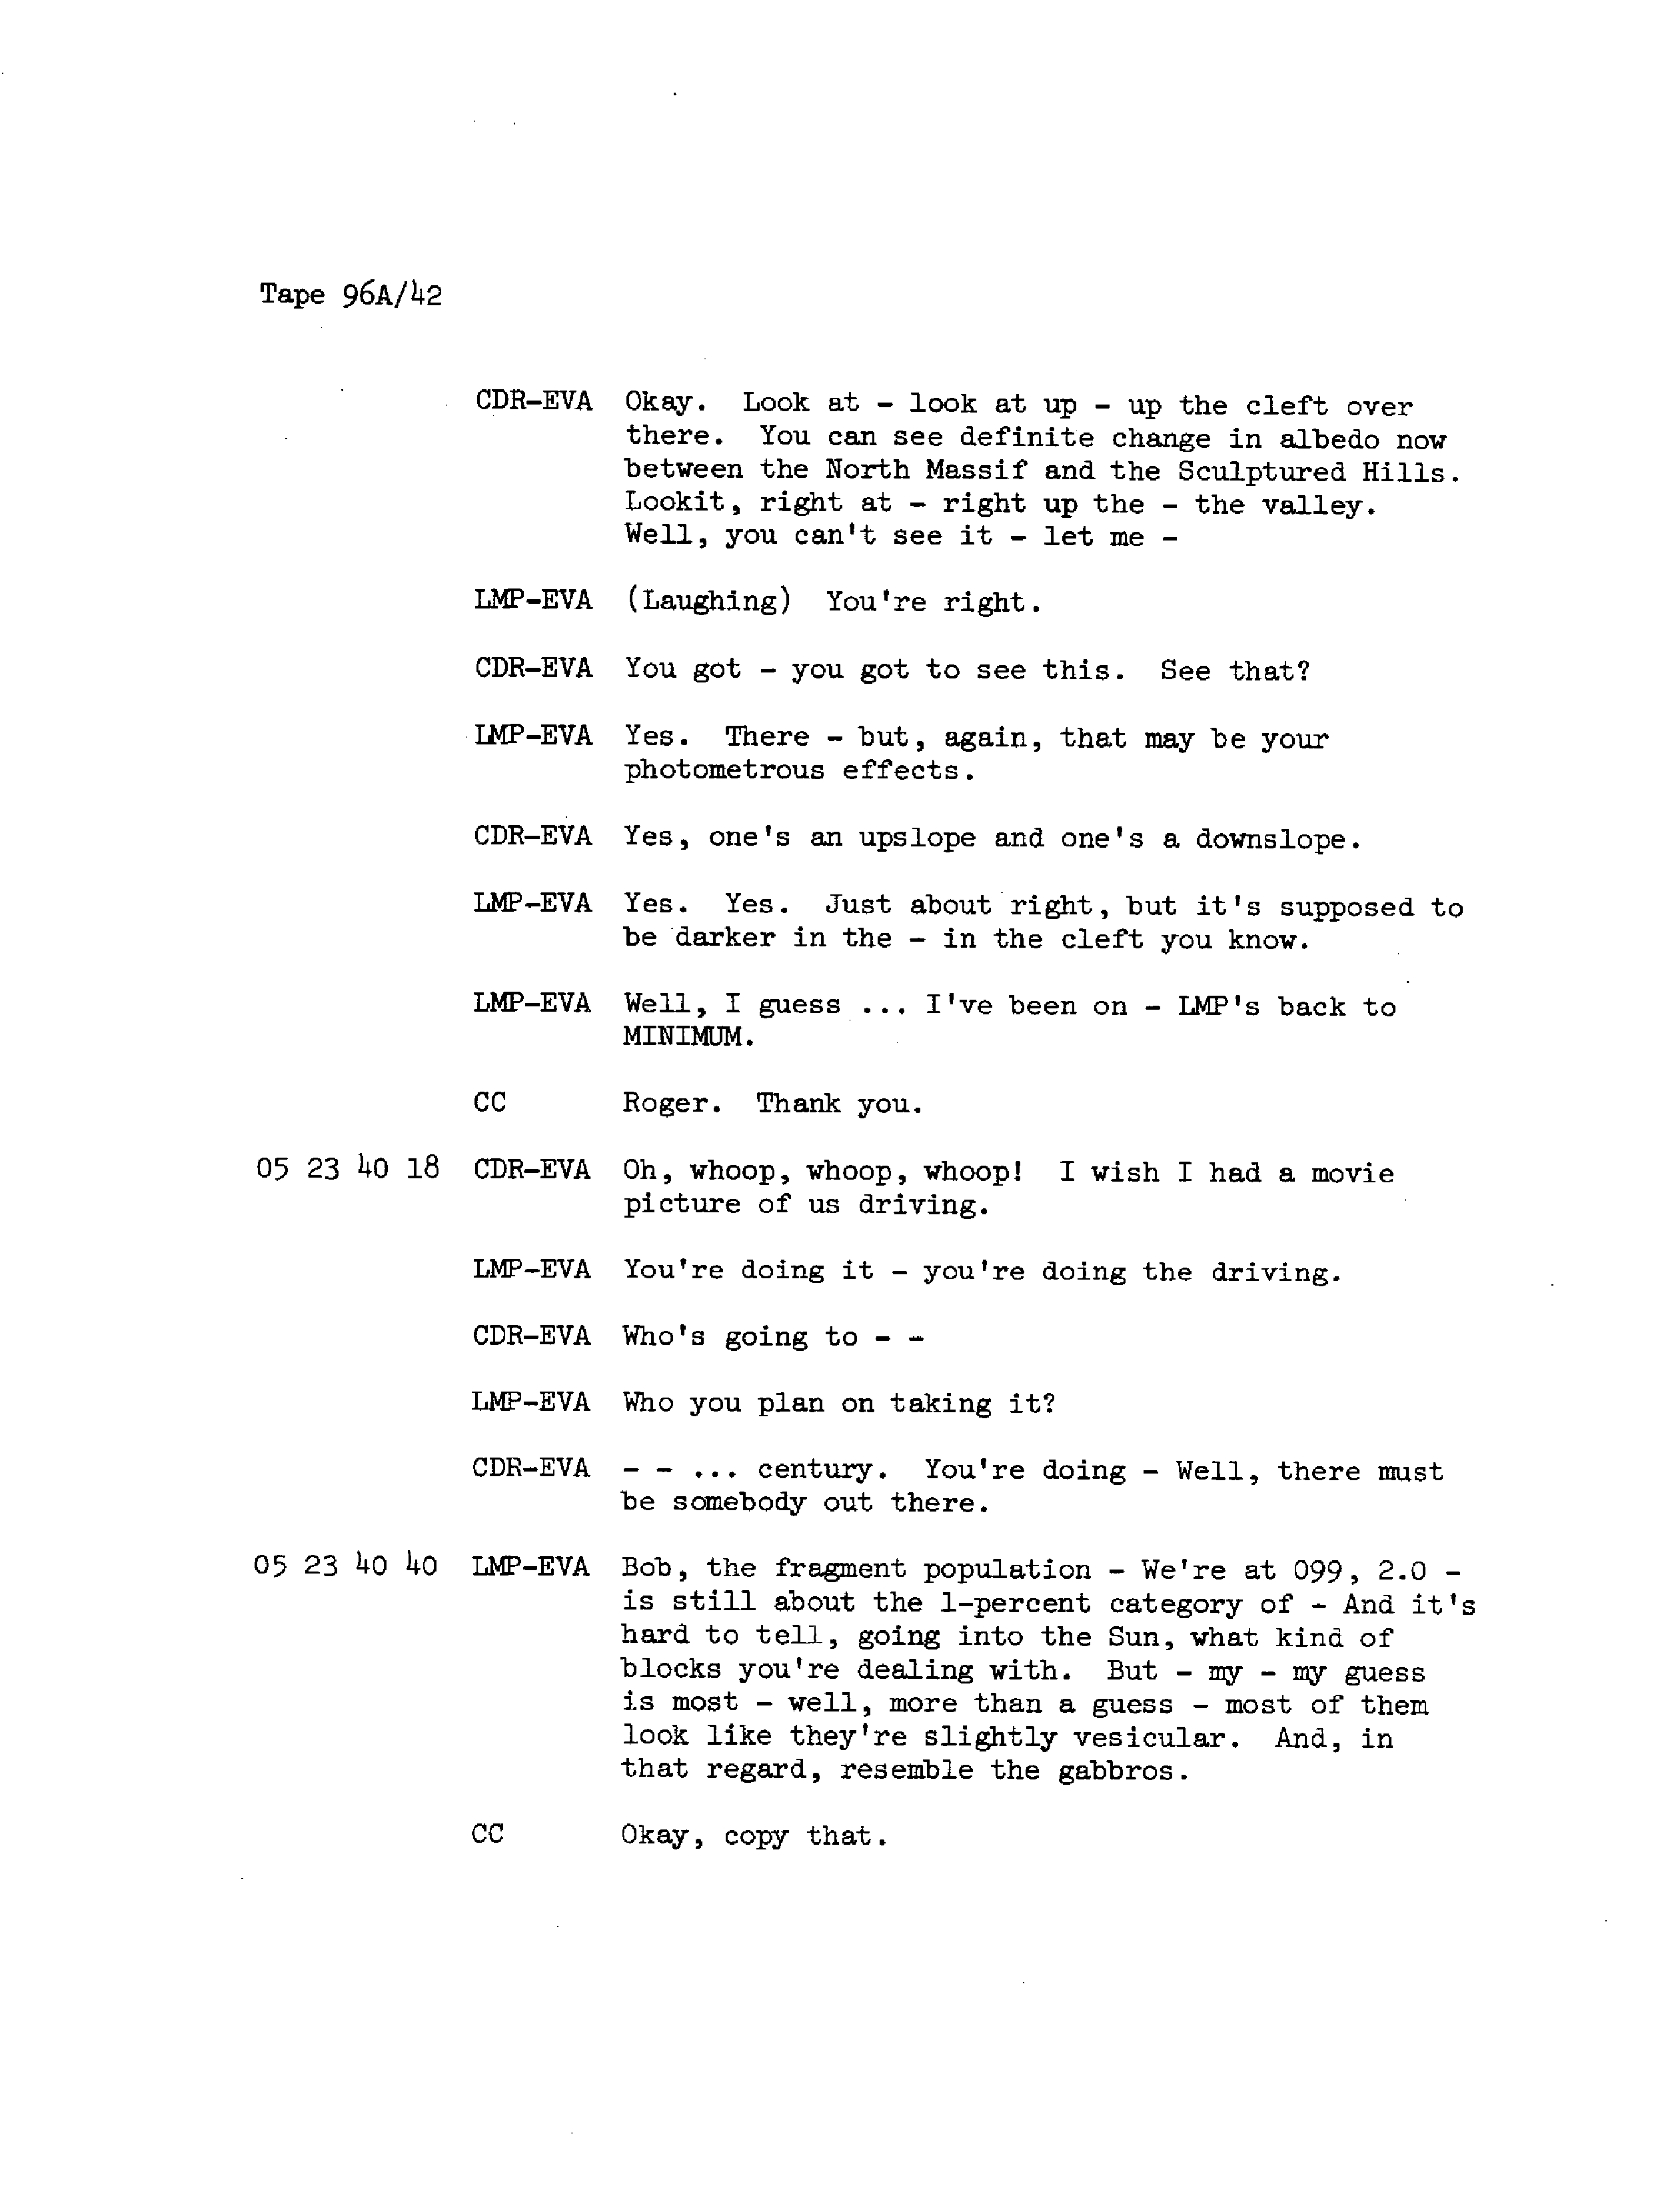 Tape 96A/42
CDR-EVA Okay. Look at - look at up - up the cleft over
there. You can see definite change in albedo now
between the North Massif and the Sculptured Hills.
Lookit, right at - right up the - the valley.
Well, you can't see it - let me -
LMP-EVA (Laughing) You're right.
CDR-EVA You got - you got to see this. See that?
LMP-EVA Yes. There - but, again, that may be your
photometrous effects.
CDR-EVA Yes, one's an upslope and one's a downslope.
LMP-EVA Yes. Yes. Just about right, but it's supposed to
be darker in the - in the cleft you know.
LMP-EVA Well, I guess ... I've been on - LMP's back to
MINIMUM.
CC Roger. Thank you.
05 23 40 18 CDR-EVA Oh, whoop, whoop, whoop! I wish I had a movie
picture of us driving.
LMP-EVA You're doing it - you're doing the driving.
CDR-EVA Who's going to - -
LMP-EVA Who you plan on taking it?
CDR-EVA - - ... century. You're doing - Well, there must
be somebody out there.
05 23 40 40 LMP-EVA Bob, the fragment population - We're at 099, 2.0 -
is still about the 1-percent category of - And it's
hard to tell, going into the Sun, what kind of
blocks you're dealing with. But - my - my guess
is most - well, more than a guess - most of them
look like they're slightly vesicular. And, in
that regard, resemble the gabbros.
CC Okay, copy that.